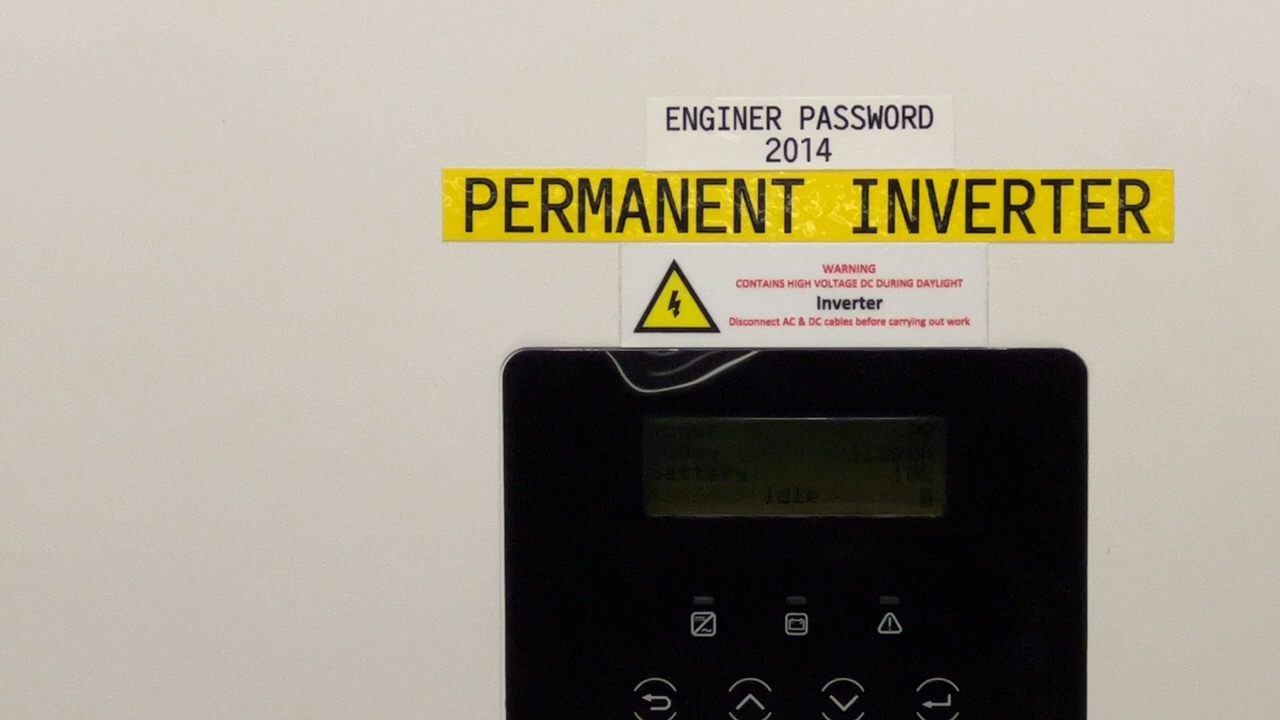 ENGINER PASSWORD
2014
PERMANENT INVERTER
WARNING
CONTAINS HIGH VOLTAGE DC DURING DAYLIGHT
Inverter
Disconnect AC & DC cables before carrying out work
Battery
idle